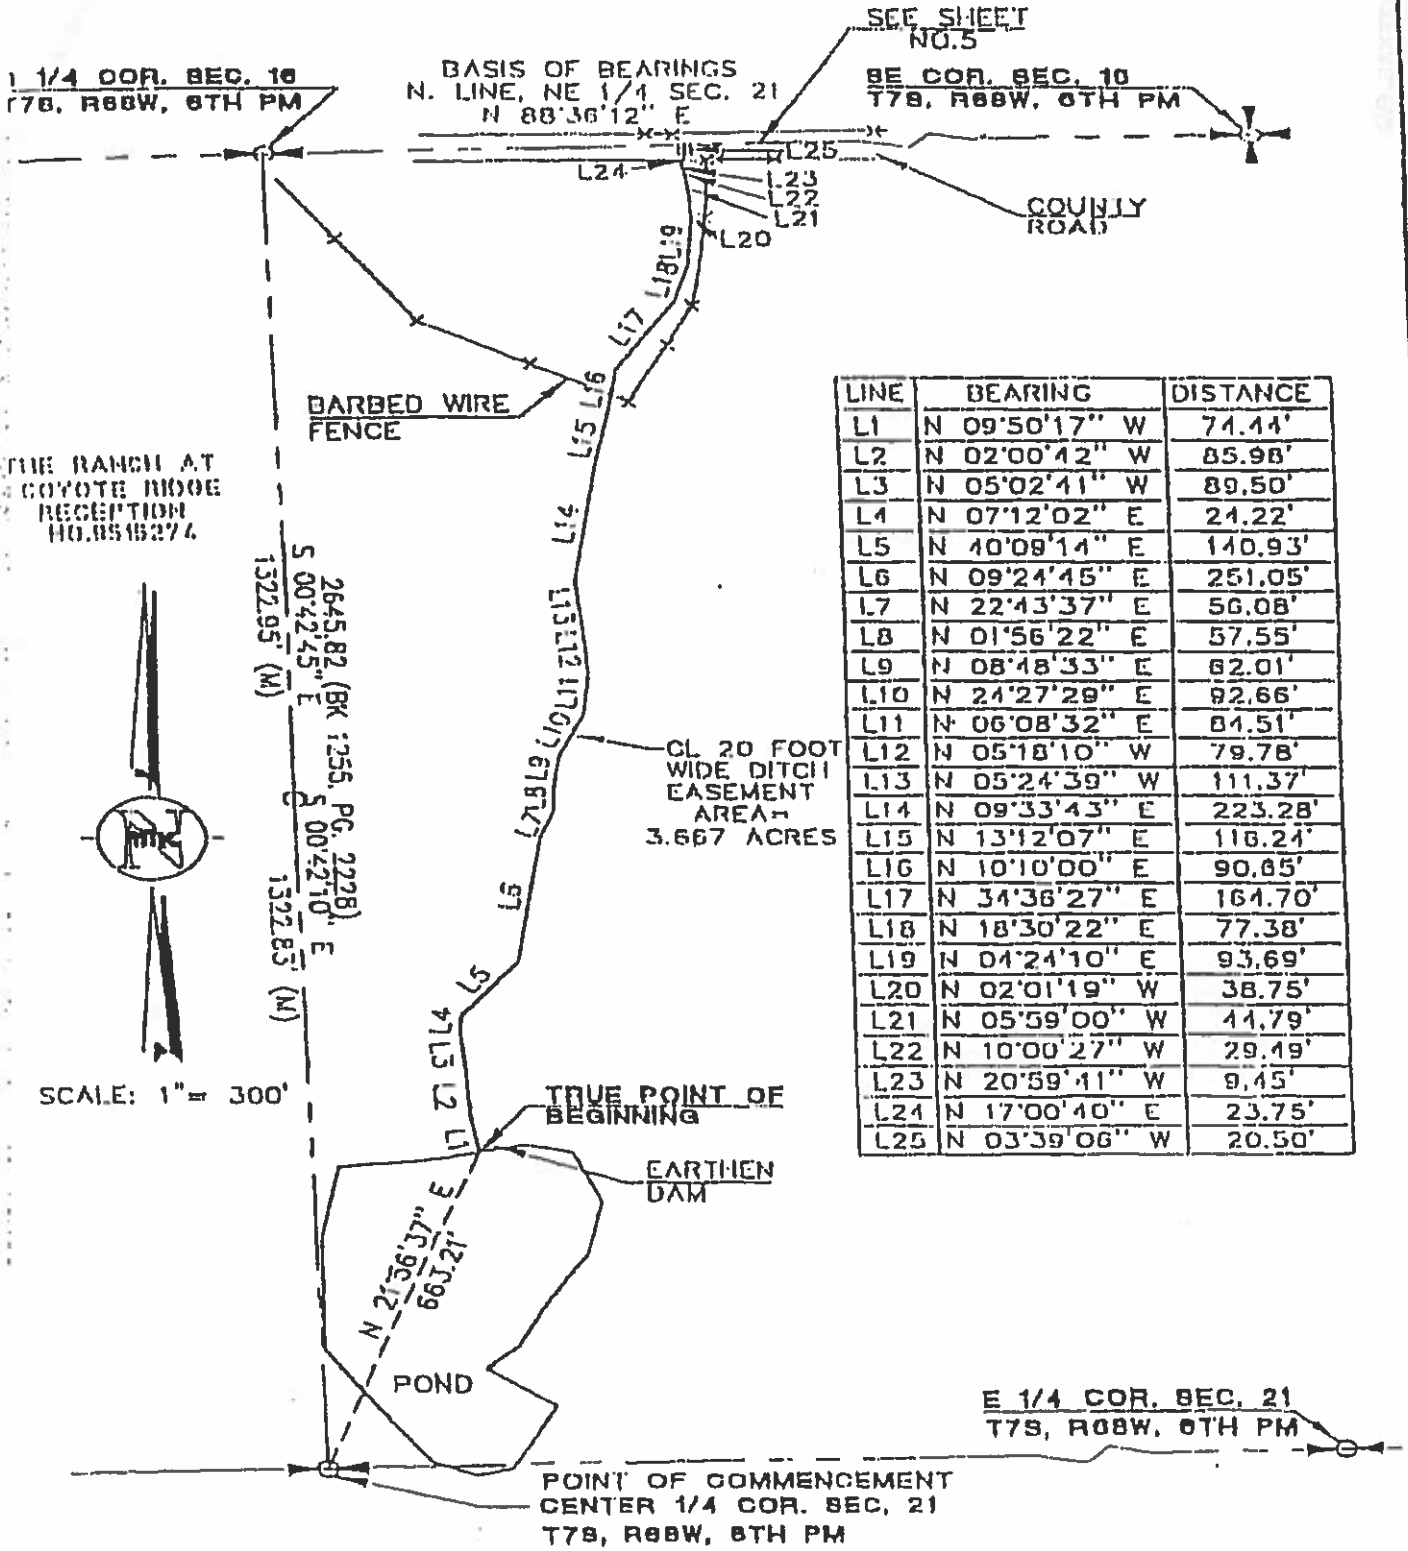 SEE SHEET
NO.5
1/4 COR. SEC. 16
T7S, R88W, 6TH PM
BASIS OF BEARINGS
N. LINE, NE 1/4 SEC. 21
N 88°36'12" E
SE COR. SEC. 16
T7S, R88W, 6TH PM
L25
L24
L23
L22
L21
L20
COUNTY
ROAD
L19
L18
L17
L16
L15
BARBED WIRE
FENCE
THE RANCH AT
COYOTE RIDGE
RECEPTION
L14
L13
L12
L11
L10
L9
L8
L7
2645.82 (BK 1255, PG. 2228)
S 00°42'45" E
1322.95' (M)
S 00°42'10" E
1322.83' (M)
CL 20 FOOT
WIDE DITCH
EASEMENT
AREA=
3.667 ACRES
L6
L5
L4
L3
L2
L1
SCALE: 1"= 300'
TRUE POINT OF
BEGINNING
EARTHEN
DAM
N 21°56'37" E
663.21'
POND
E 1/4 COR. SEC. 21
T7S, R88W, 6TH PM
POINT OF COMMENCEMENT
CENTER 1/4 COR. SEC. 21
T7S, R88W, 6TH PM
LINE BEARING DISTANCE
L1 N 09°50'17" W 74.44'
L2 N 02°00'42" W 85.98'
L3 N 05°02'41" W 89.50'
L4 N 07°12'02" E 24.22'
L5 N 40°09'14" E 140.93'
L6 N 09°24'45" E 251.05'
L7 N 22°43'37" E 56.08'
L8 N 01°56'22" E 57.55'
L9 N 08°48'33" E 62.01'
L10 N 24°27'29" E 92.66'
L11 N 06°08'32" E 84.51'
L12 N 05°18'10" W 79.78'
L13 N 05°24'39" W 111.37'
L14 N 09°33'43" E 223.28'
L15 N 13°12'07" E 116.24'
L16 N 10°10'00" E 90.65'
L17 N 34°36'27" E 164.70'
L18 N 18°30'22" E 77.38'
L19 N 04°24'10" E 93.69'
L20 N 02°01'19" W 38.75'
L21 N 05°59'00" W 44.79'
L22 N 10°00'27" W 29.49'
L23 N 20°59'41" W 9.45'
L24 N 17°00'40" E 23.75'
L25 N 03°39'06" W 20.50'